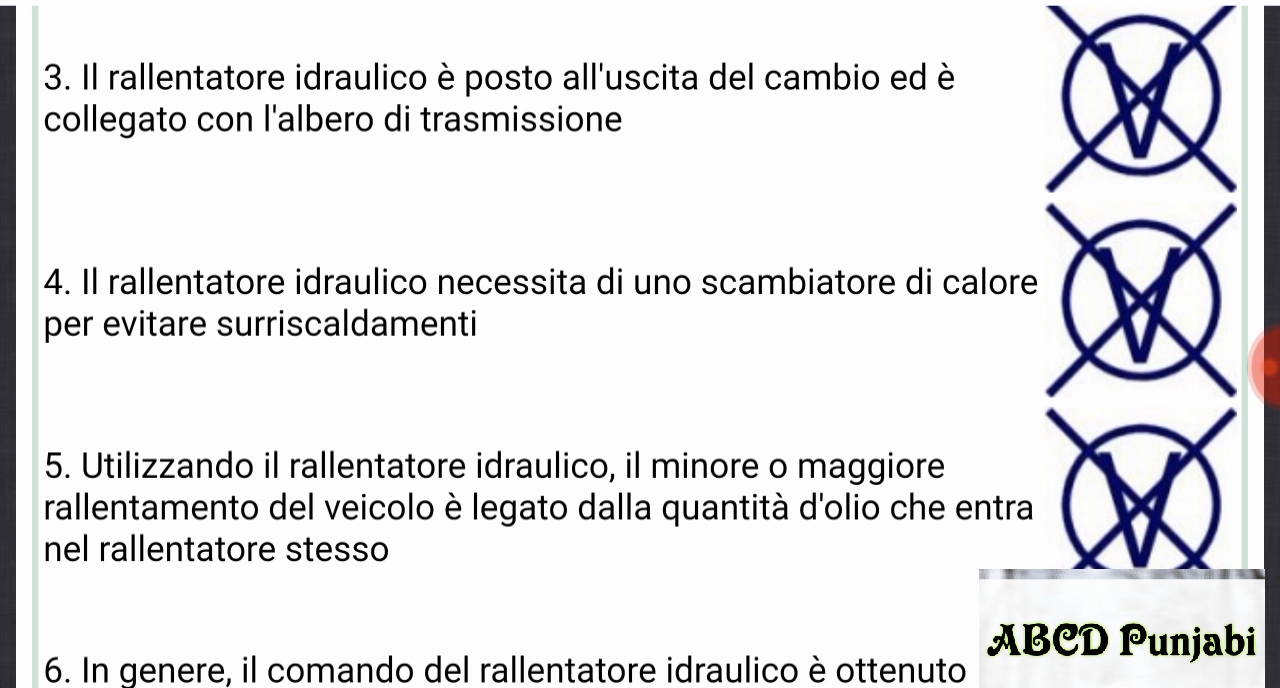 3. Il rallentatore idraulico è posto all'uscita del cambio ed è
collegato con l'albero di trasmissione
V
4. Il rallentatore idraulico necessita di uno scambiatore di calore
per evitare surriscaldamenti
V
5. Utilizzando il rallentatore idraulico, il minore o maggiore
rallentamento del veicolo è legato dalla quantità d'olio che entra
nel rallentatore stesso
V
6. In genere, il comando del rallentatore idraulico è ottenuto
ABCD Punjabi